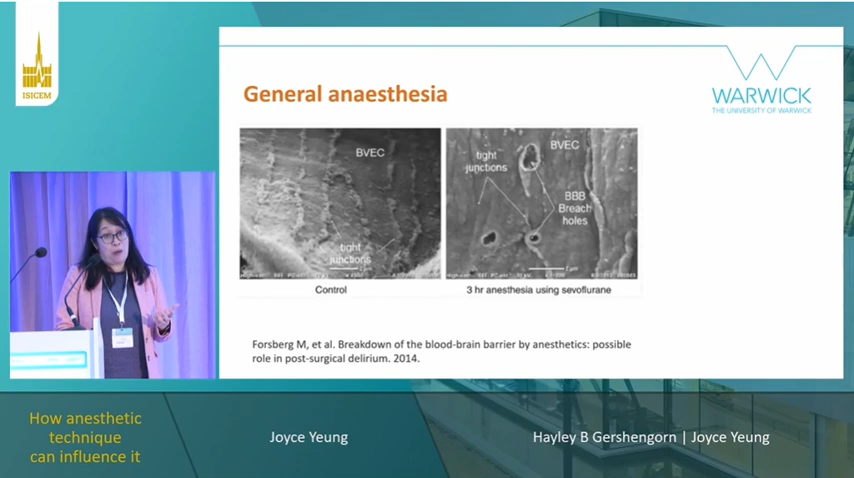 ISICEM
General anaesthesia
WARWICK
THE UNIVERSITY OF WARWICK
BVEC
tight
junctions
Control
tight
junctions
BVEC
BBB
Breach
holes
3 hr anesthesia using sevoflurane
Forsberg M, et al. Breakdown of the blood-brain barrier by anesthetics: possible
role in post-surgical delirium. 2014.
How anesthetic
technique
can influence it
Joyce Yeung
Hayley B Gershengorn | Joyce Yeung